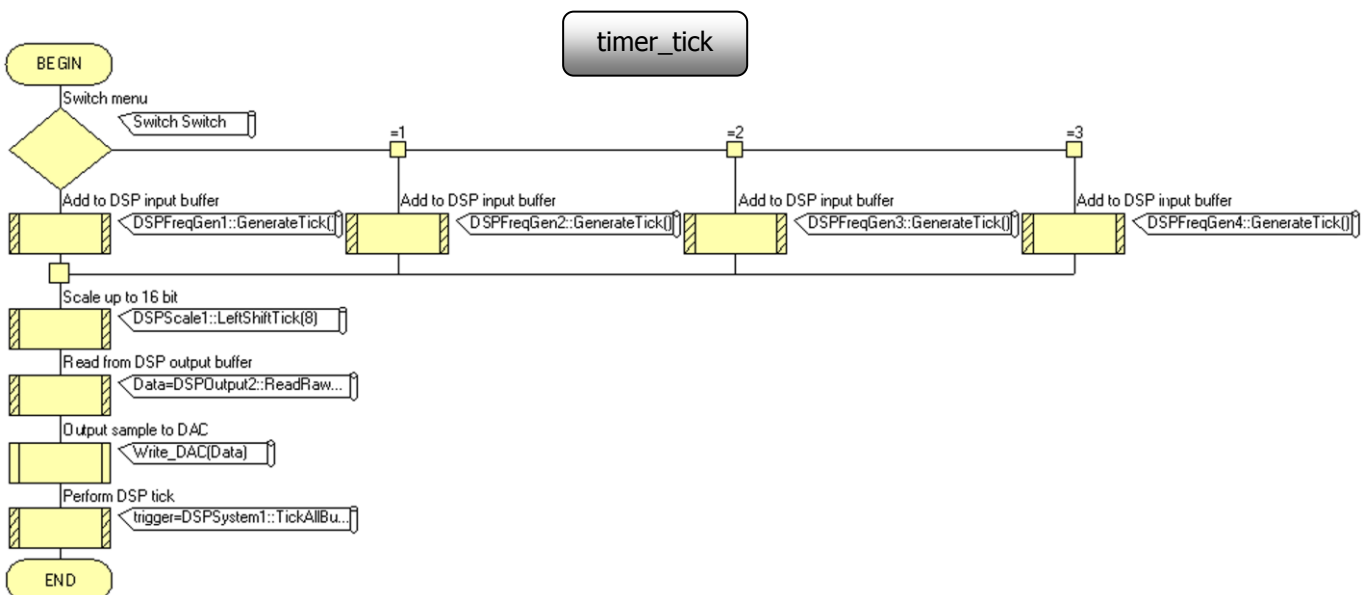 timer_tick
BEGIN
Switch menu
Switch Switch
=1
=2
=3
Add to DSP input buffer
DSPFreqGen1::GenerateTick()
Add to DSP input buffer
DSPFreqGen2::GenerateTick()
Add to DSP input buffer
DSPFreqGen3::GenerateTick()
Add to DSP input buffer
DSPFreqGen4::GenerateTick()
Scale up to 16 bit
DSPScale1::LeftShiftTick(8)
Read from DSP output buffer
Data=DSPOutput2::ReadRaw...
Output sample to DAC
Write_DAC(Data)
Perform DSP tick
trigger=DSPSystem1::TickAllBu...
END